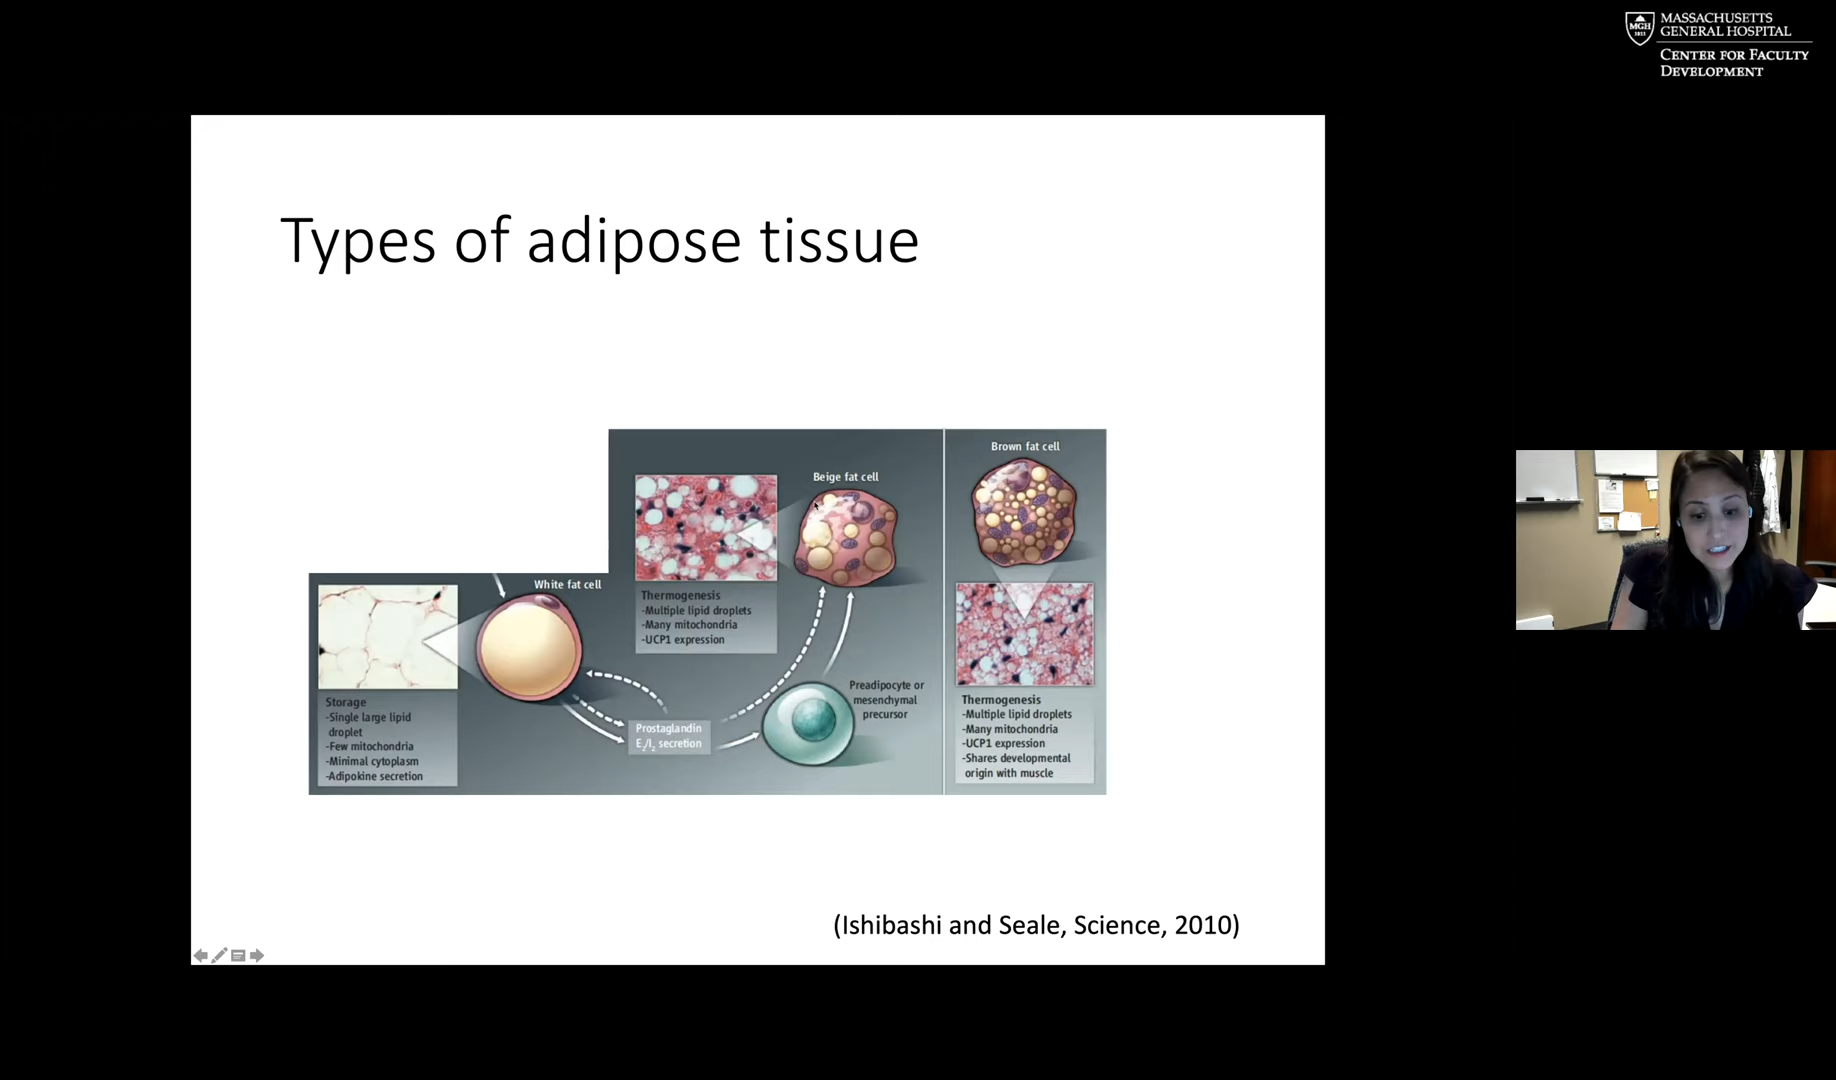 MASSACHUSETTS
GENERAL HOSPITAL
CENTER FOR FACULTY
DEVELOPMENT
MGH
1811
Types of adipose tissue
White fat cell
Storage
-Single large lipid
droplet
-Few mitochondria
-Minimal cytoplasm
-Adipokine secretion
Beige fat cell
Thermogenesis
-Multiple lipid droplets
-Many mitochondria
-UCP1 expression
Prostaglandin
E2/I2 secretion
Preadipocyte or
mesenchymal
precursor
Brown fat cell
Thermogenesis
-Multiple lipid droplets
-Many mitochondria
-UCP1 expression
-Shares developmental
origin with muscle
(Ishibashi and Seale, Science, 2010)